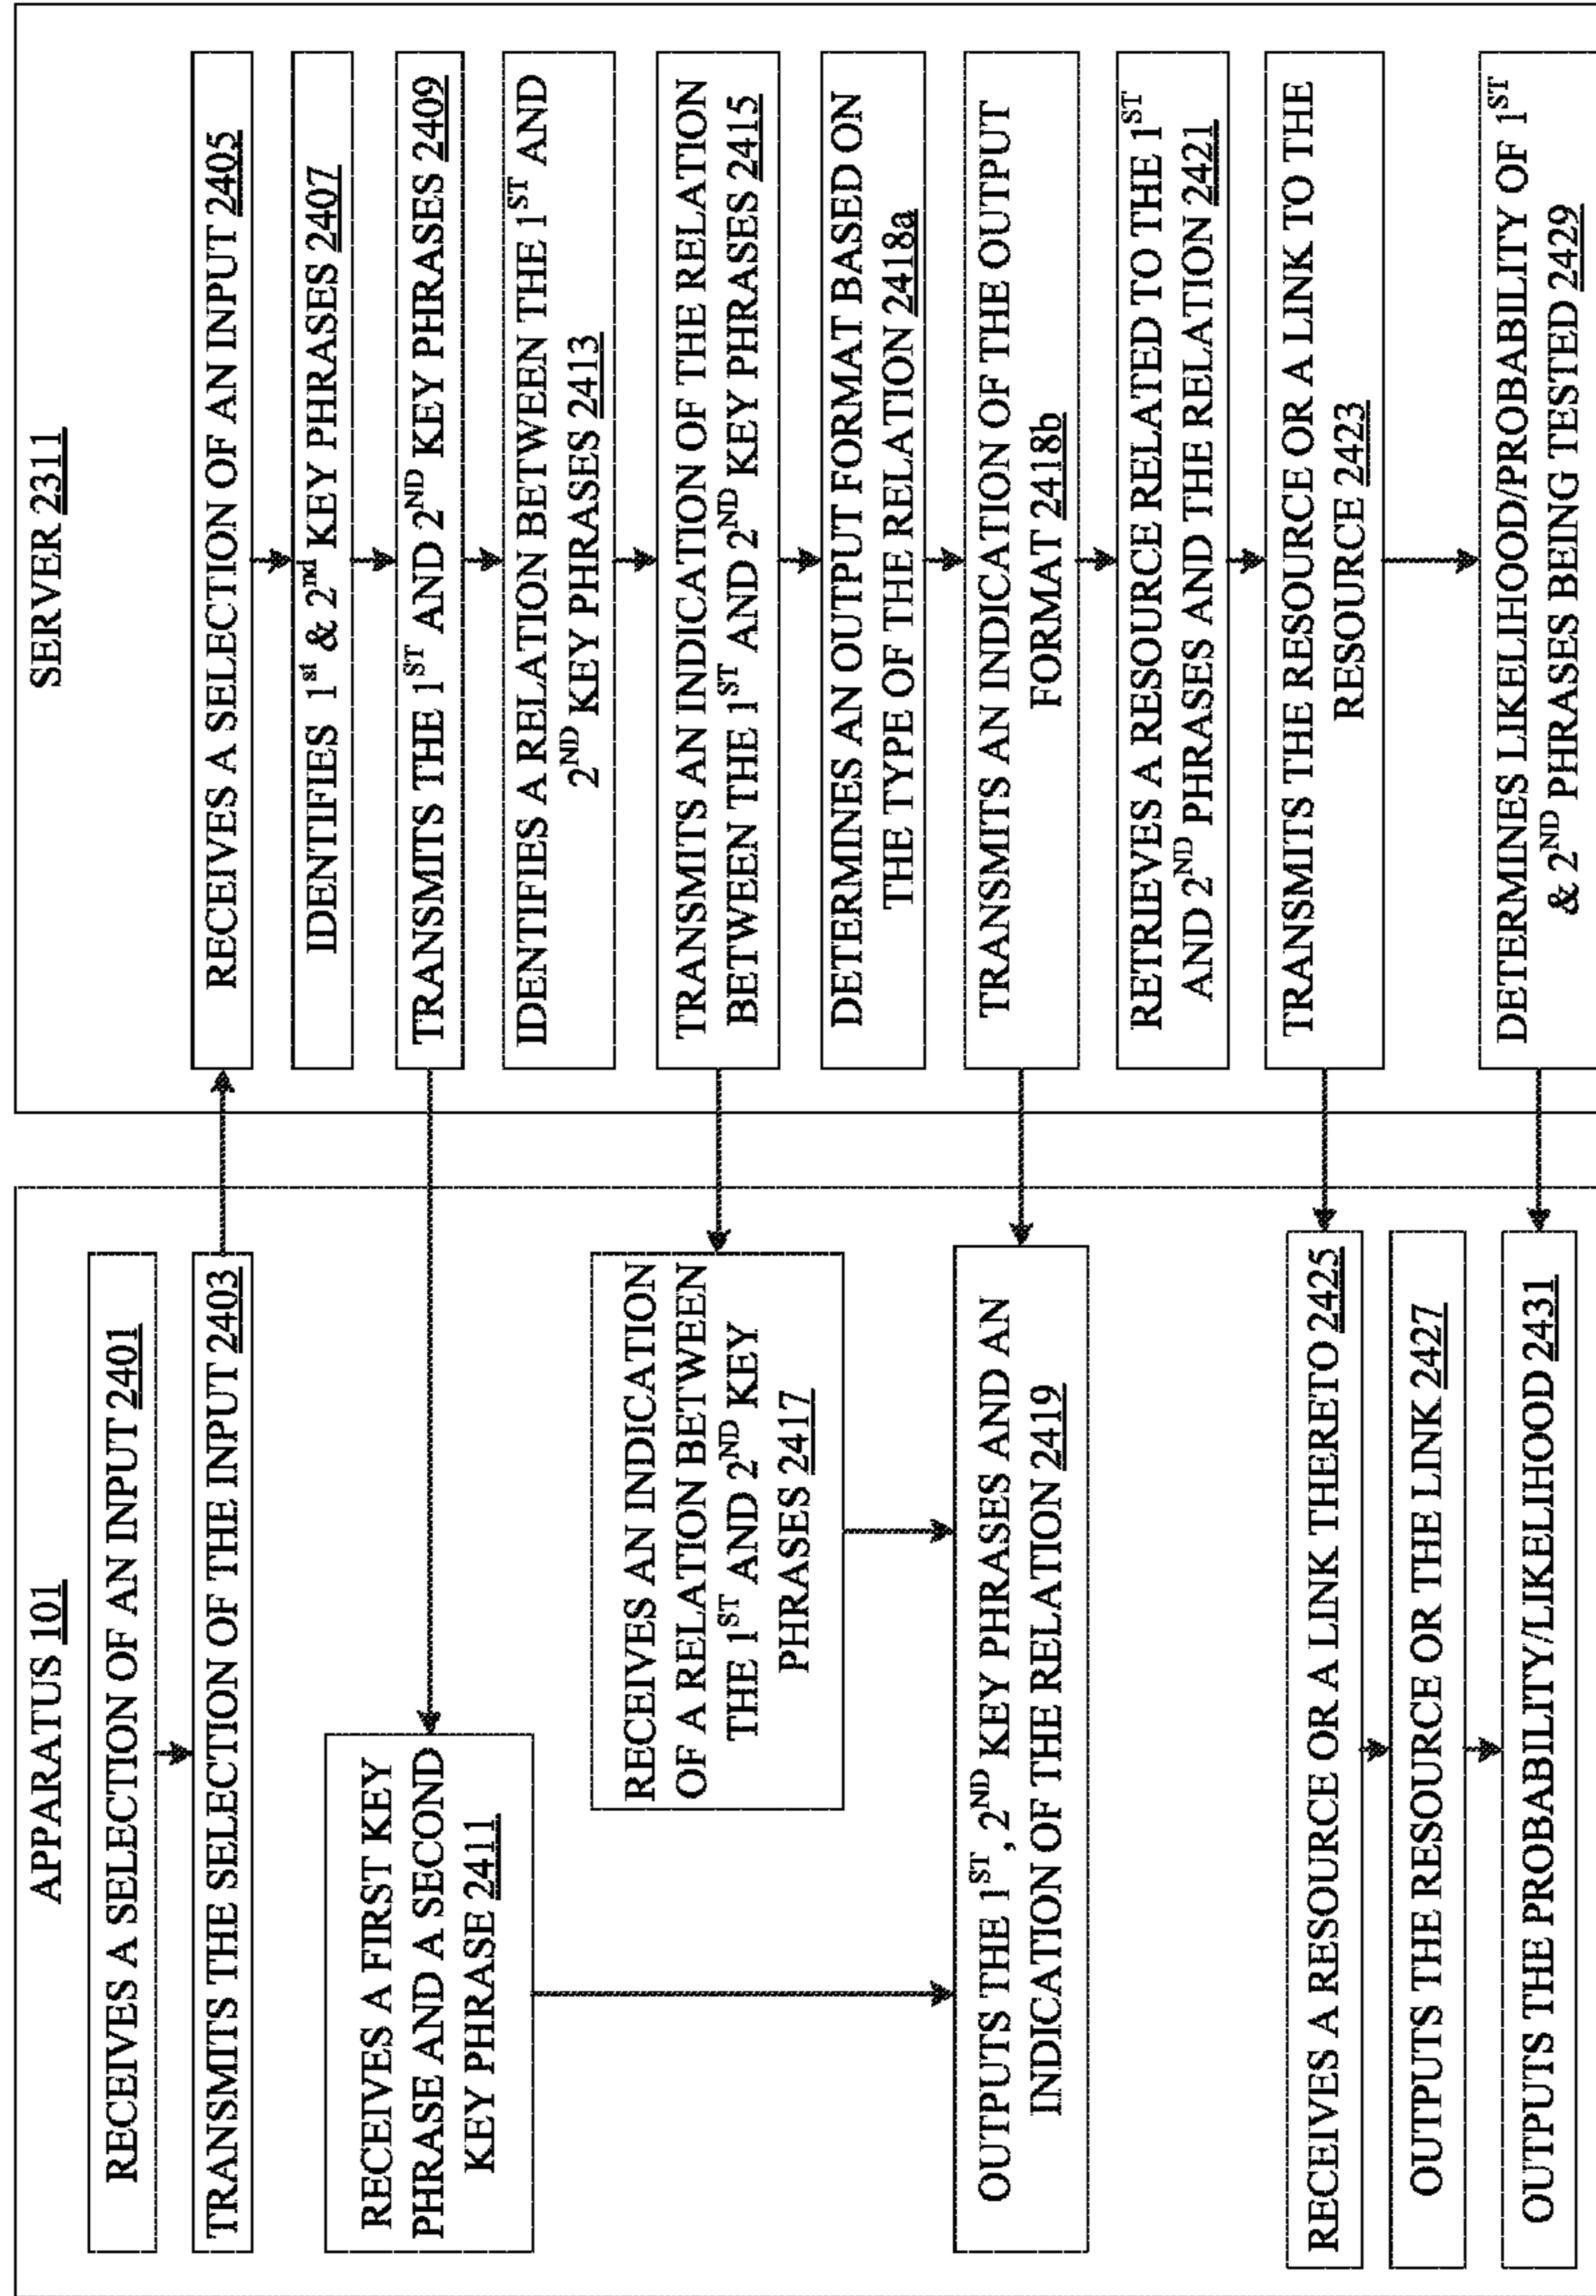 APPARATUS 101
RECEIVES A SELECTION OF AN INPUT 2401
TRANSMITS THE SELECTION OF THE INPUT 2403
RECEIVES A FIRST KEY
PHRASE AND A SECOND
KEY PHRASE 2411
RECEIVES AN INDICATION
OF A RELATION BETWEEN
THE 1ST AND 2ND KEY
PHRASES 2417
OUTPUTS THE 1ST, 2ND KEY PHRASES AND AN
INDICATION OF THE RELATION 2419
RECEIVES A RESOURCE OR A LINK THERETO 2425
OUTPUTS THE RESOURCE OR THE LINK 2427
OUTPUTS THE PROBABILITY/LIKELIHOOD 2431
SERVER 2311
RECEIVES A SELECTION OF AN INPUT 2405
IDENTIFIES 1st & 2nd KEY PHRASES 2407
TRANSMITS THE 1ST AND 2ND KEY PHRASES 2409
IDENTIFIES A RELATION BETWEEN THE 1ST AND
2ND KEY PHRASES 2413
TRANSMITS AN INDICATION OF THE RELATION
BETWEEN THE 1ST AND 2ND KEY PHRASES 2415
DETERMINES AN OUTPUT FORMAT BASED ON
THE TYPE OF THE RELATION 2418a
TRANSMITS AN INDICATION OF THE OUTPUT
FORMAT 2418b
RETRIEVES A RESOURCE RELATED TO THE 1ST
AND 2ND PHRASES AND THE RELATION 2421
TRANSMITS THE RESOURCE OR A LINK TO THE
RESOURCE 2423
DETERMINES LIKELIHOOD/PROBABILITY OF 1ST
& 2ND PHRASES BEING TESTED 2429